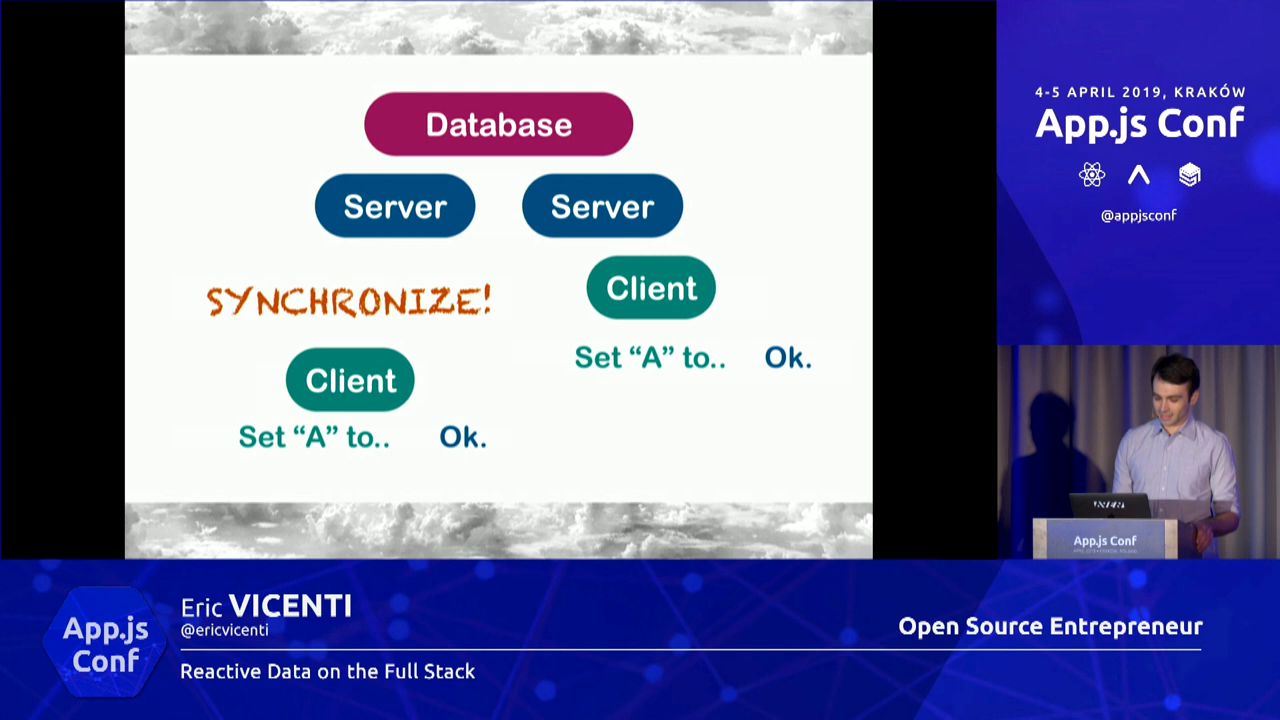 Database
Server Server
SYNCHRONIZE!
Client
Set “A” to.. Ok.
Client
Set “A” to.. Ok.
4-5 APRIL 2019, KRAKÓW
App.js Conf
@appjsconf
App.js Conf
App.js
Conf
Eric VICENTI
@ericvicenti
Open Source Entrepreneur
Reactive Data on the Full Stack